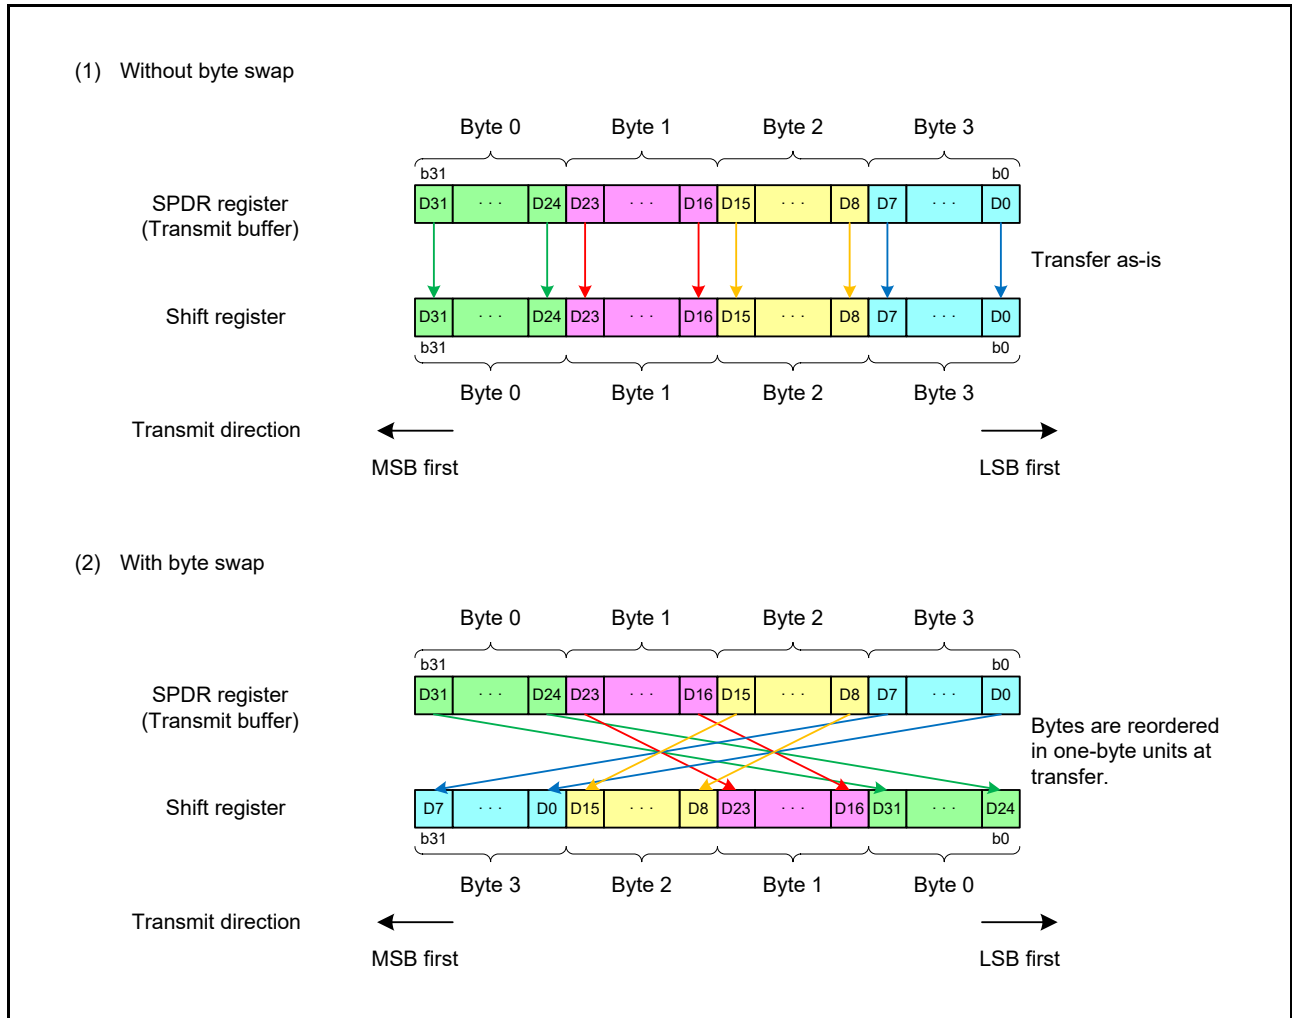 (1) Without byte swap
Byte 0 Byte 1 Byte 2 Byte 3
b31 b0
SPDR register
(Transmit buffer)
D31 ··· D24 D23 ··· D16 D15 ··· D8 D7 ··· D0
Transfer as-is
Shift register
D31 ··· D24 D23 ··· D16 D15 ··· D8 D7 ··· D0
b31 b0
Byte 0 Byte 1 Byte 2 Byte 3
Transmit direction
MSB first LSB first
(2) With byte swap
Byte 0 Byte 1 Byte 2 Byte 3
b31 b0
SPDR register
(Transmit buffer)
D31 ··· D24 D23 ··· D16 D15 ··· D8 D7 ··· D0
Bytes are reordered
in one-byte units at
transfer.
Shift register
D7 ··· D0 D15 ··· D8 D23 ··· D16 D31 ··· D24
b31 b0
Byte 3 Byte 2 Byte 1 Byte 0
Transmit direction
MSB first LSB first